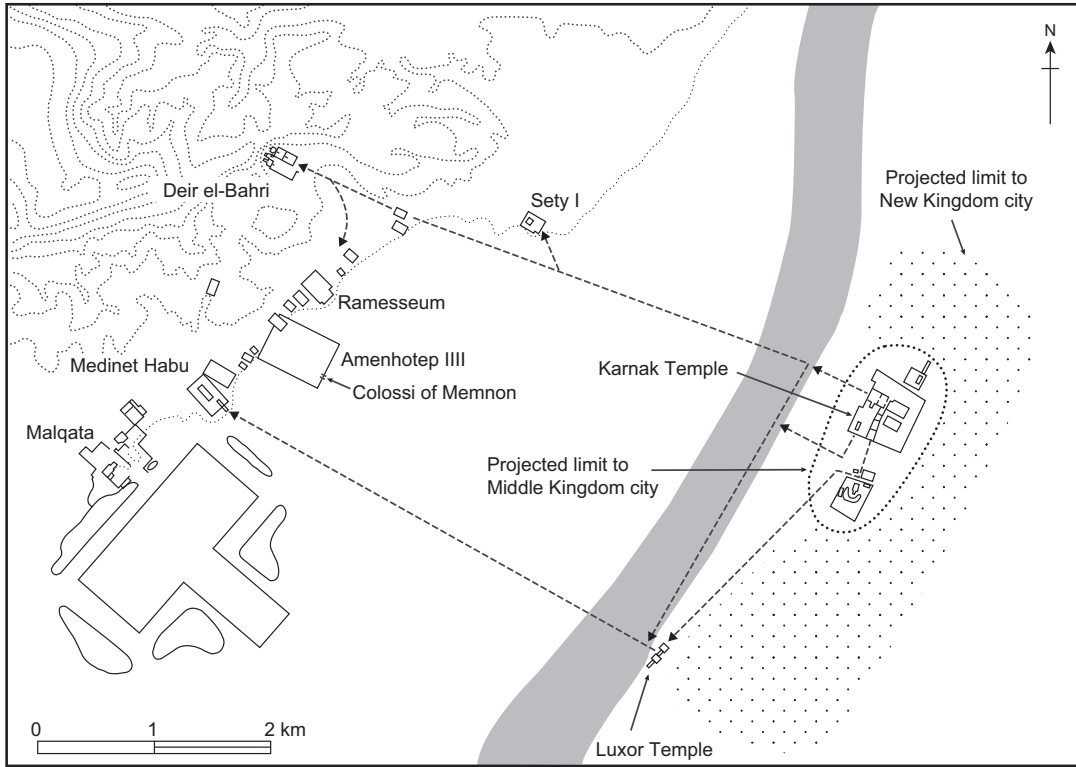 N
Deir el-Bahri
Sety I
Projected limit to
New Kingdom city
Ramesseum
Medinet Habu
Amenhotep IIII
Karnak Temple
Colossi of Memnon
Malqata
Projected limit to
Middle Kingdom city
0 1 2 km
Luxor Temple